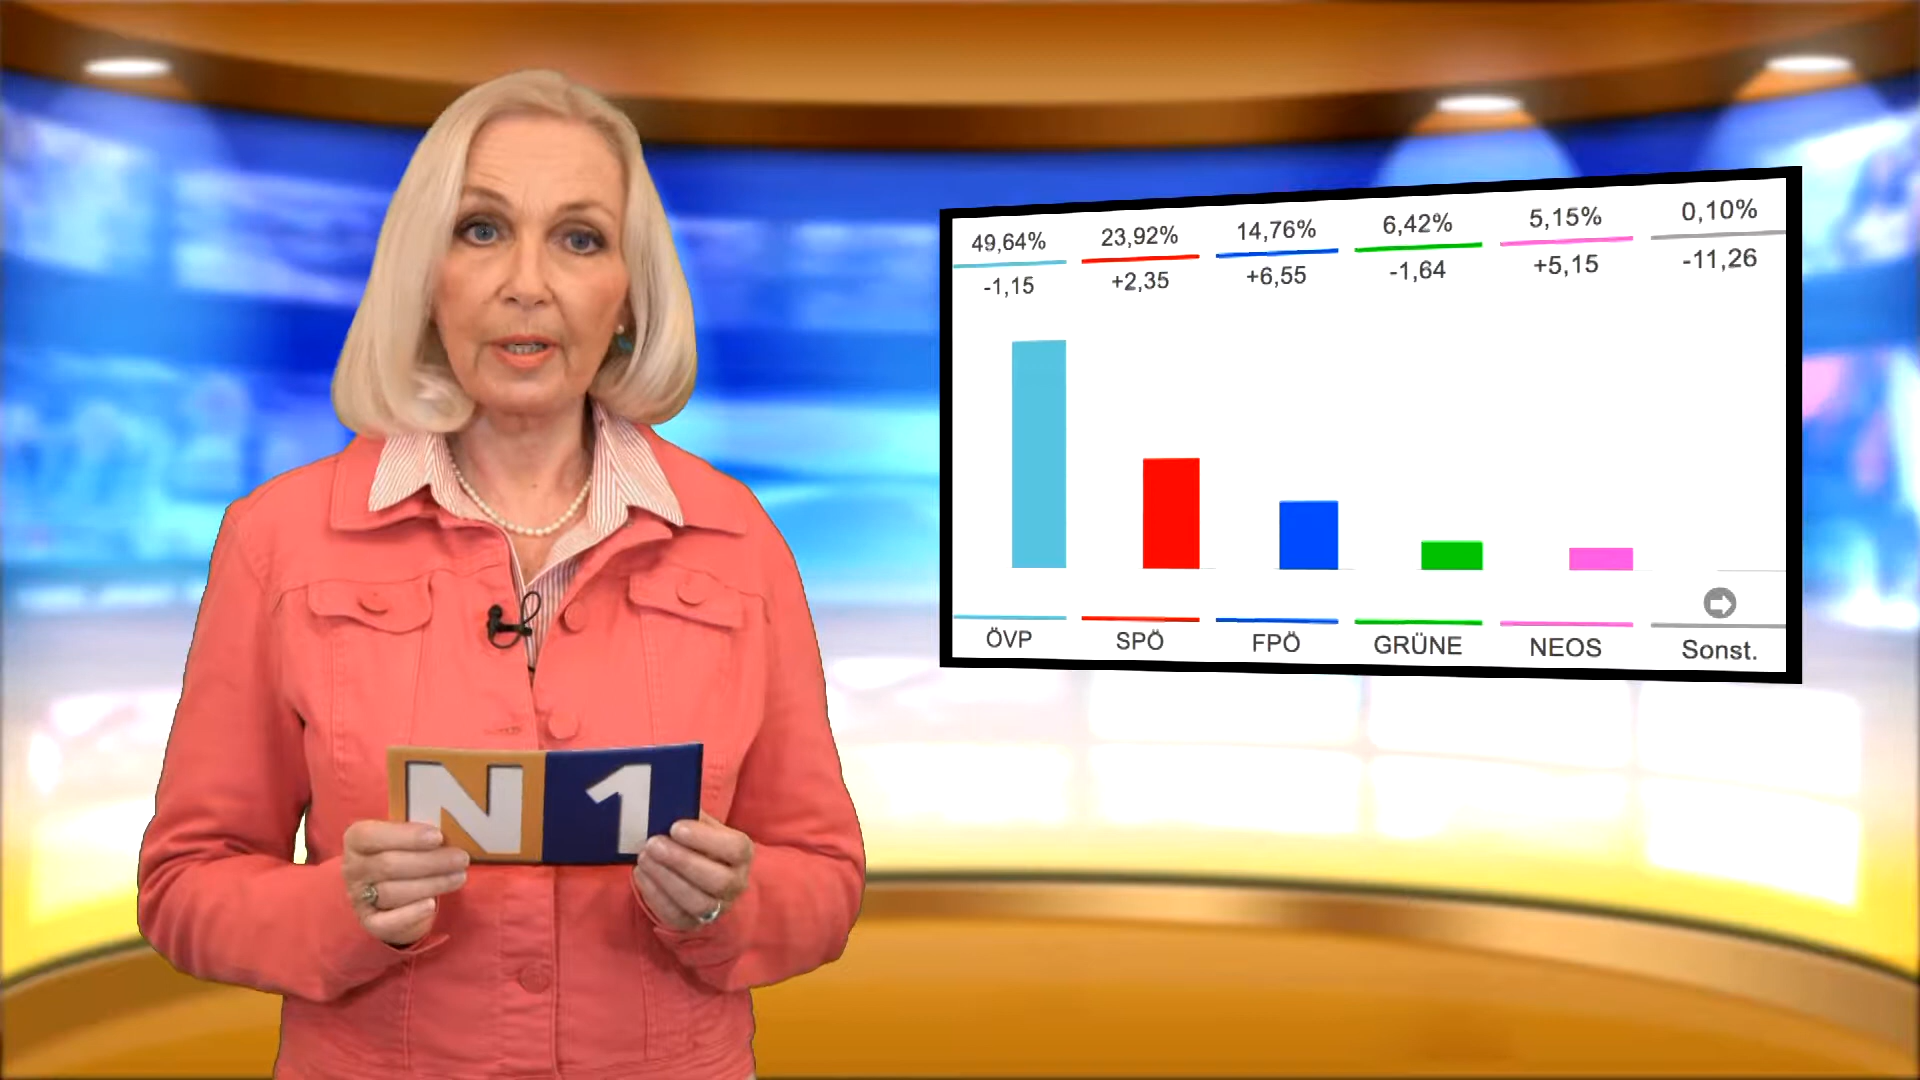 49,64% 23,92% 14,76% 6,42% 5,15% 0,10%
-1,15 +2,35 +6,55 -1,64 +5,15 -11,26
ÖVP SPÖ FPÖ GRÜNE NEOS Sonst.
N1